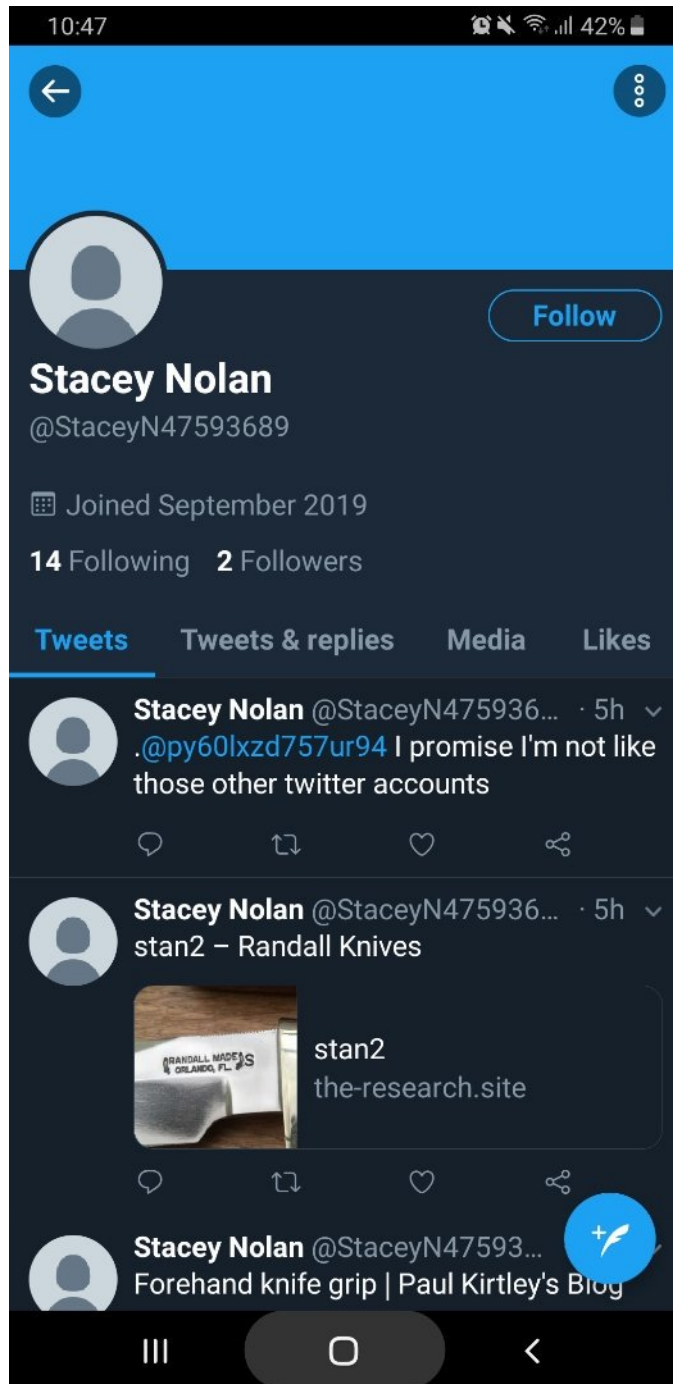 10:47 42%
Follow
Stacey Nolan
@StaceyN47593689
Joined September 2019
14 Following 2 Followers
Tweets Tweets & replies Media Likes
Stacey Nolan @StaceyN475936... · 5h
.@py60lxzd757ur94 I promise I'm not like
those other twitter accounts
Stacey Nolan @StaceyN475936... · 5h
stan2 – Randall Knives
RANDALL MADE
ORLANDO, FL.
S
stan2
the-research.site
Stacey Nolan @StaceyN47593...
Forehand knife grip | Paul Kirtley's Blog